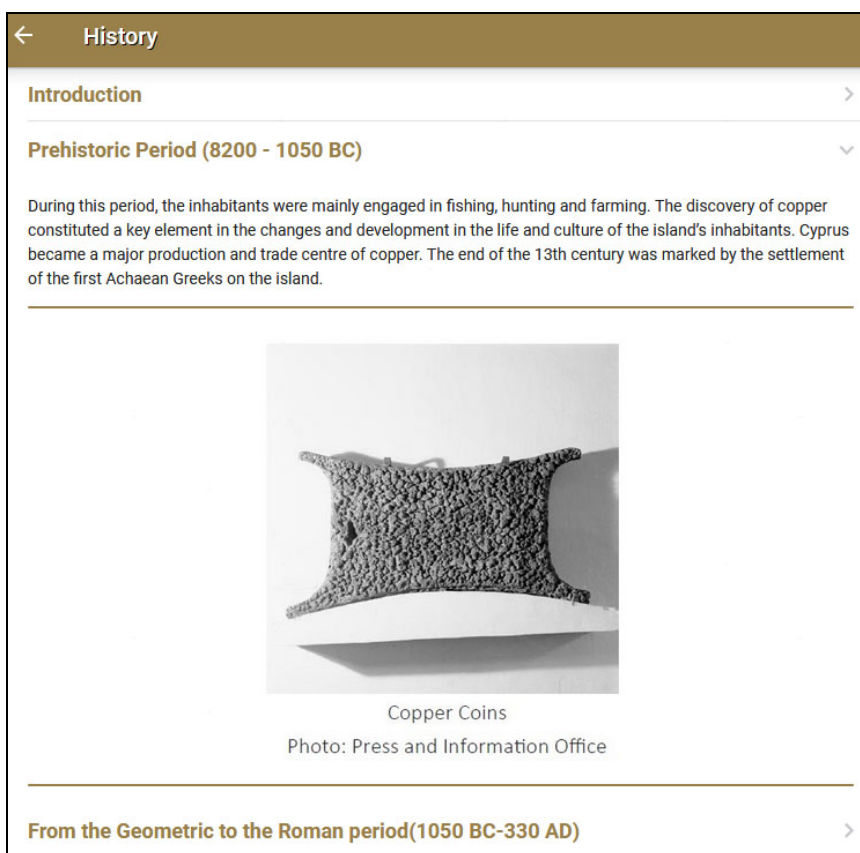 History
Introduction
Prehistoric Period (8200 - 1050 BC)
During this period, the inhabitants were mainly engaged in fishing, hunting and farming. The discovery of copper
constituted a key element in the changes and development in the life and culture of the island's inhabitants. Cyprus
became a major production and trade centre of copper. The end of the 13th century was marked by the settlement
of the first Achaean Greeks on the island.
Copper Coins
Photo: Press and Information Office
From the Geometric to the Roman period(1050 BC-330 AD)